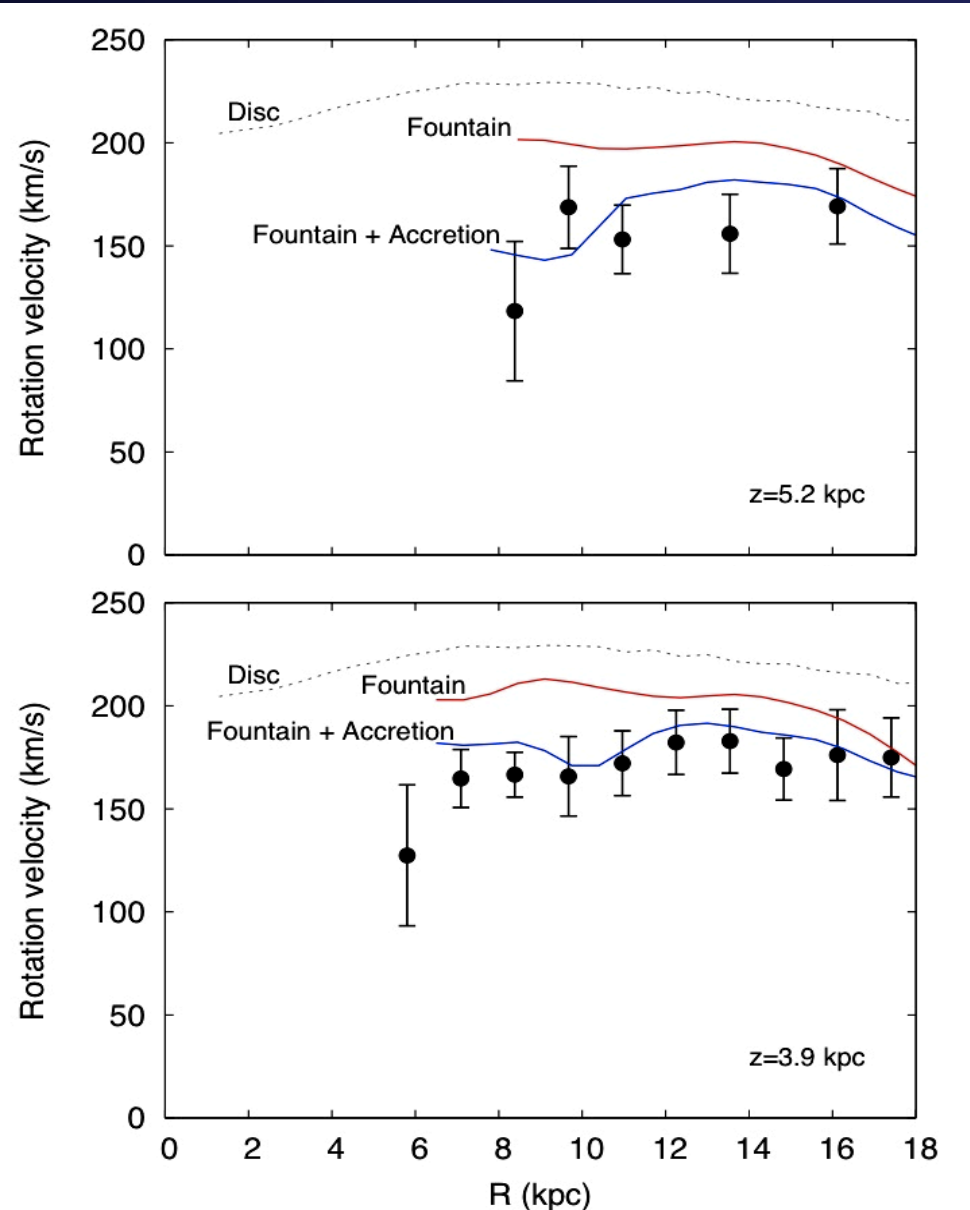 250
200
150
100
50
0
Rotation velocity (km/s)
Disc
Fountain
Fountain + Accretion
z=5.2 kpc
250
200
150
100
50
0
Rotation velocity (km/s)
Disc
Fountain
Fountain + Accretion
z=3.9 kpc
0 2 4 6 8 10 12 14 16 18
R (kpc)